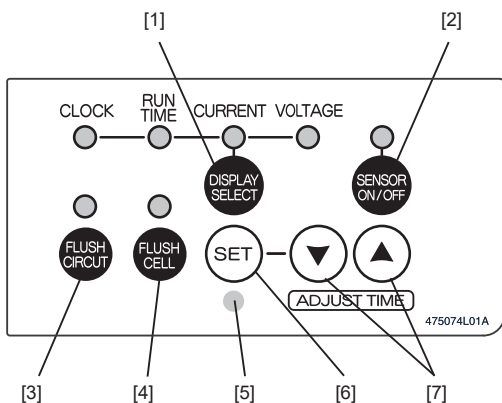 [1] [2]
CLOCK RUN TIME CURRENT VOLTAGE
DISPLAY
SELECT
SENSOR
ON/OFF
FLUSH
CIRCUT
FLUSH
CELL
SET
ADJUST TIME
475074L01A
[3] [4] [5] [6] [7]